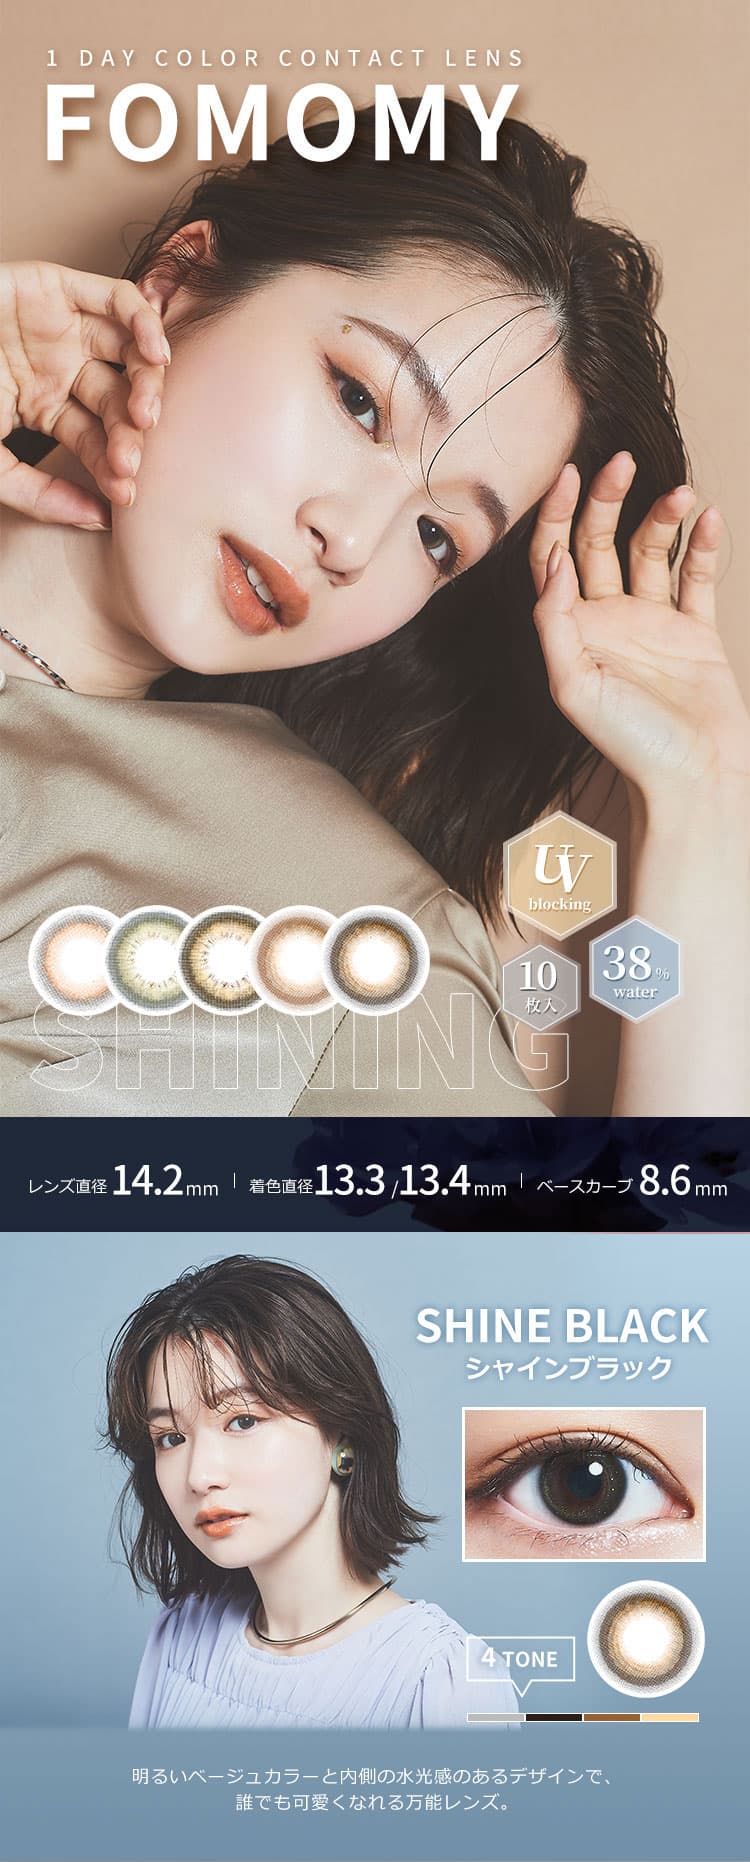 1 DAY COLOR CONTACT LENS
FOMOMY
UV
blocking
10
枚入
38%
water
SHINING
レンズ直径 14.2mm | 着色直径13.3/13.4mm | ベースカーブ 8.6mm
SHINE BLACK
シャインブラック
4 TONE
明るいベージュカラーと内側の水光感のあるデザインで、
誰でも可愛くなれる万能レンズ。